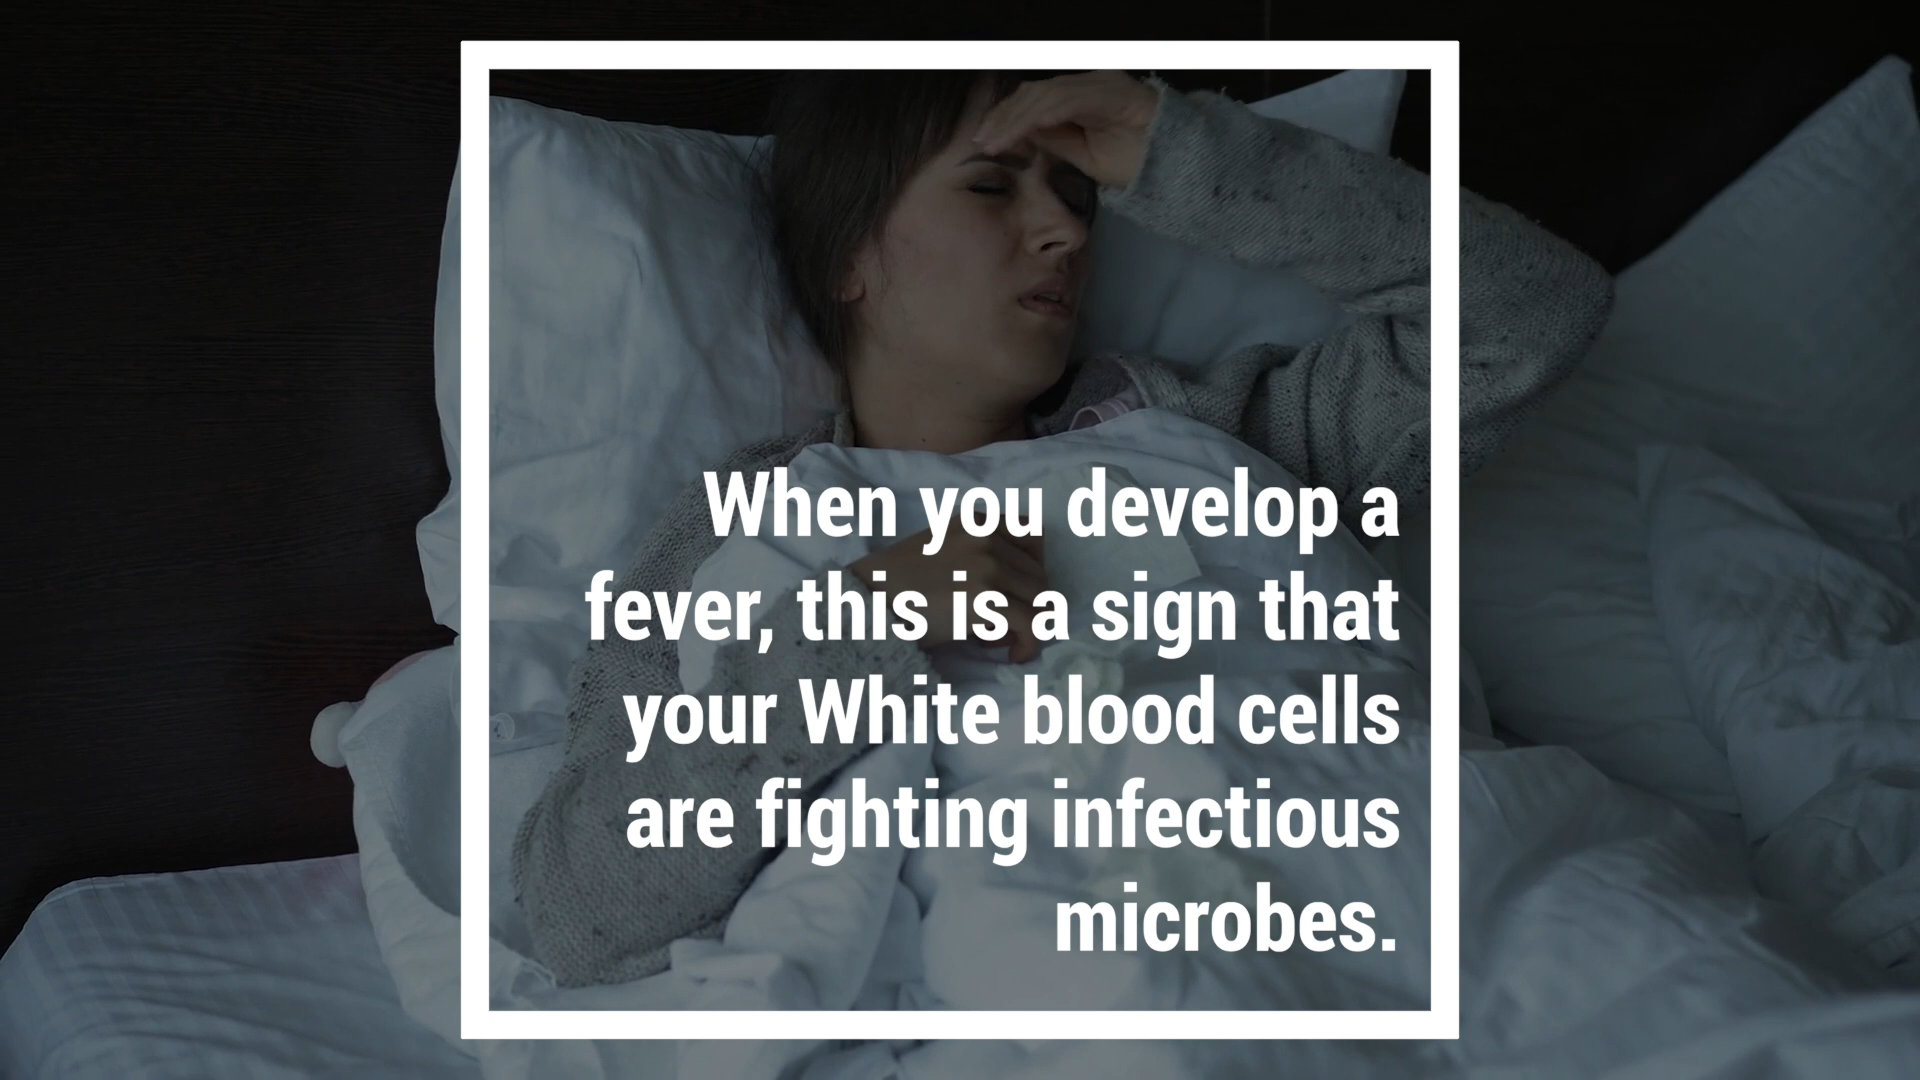 When you develop a
fever, this is a sign that
your White blood cells
are fighting infectious
microbes.